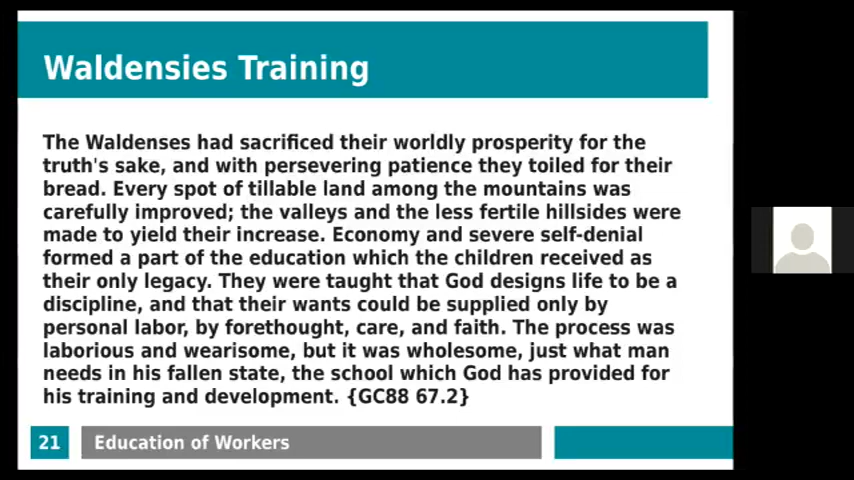 Waldensies Training
The Waldenses had sacrificed their worldly prosperity for the
truth's sake, and with persevering patience they toiled for their
bread. Every spot of tillable land among the mountains was
carefully improved; the valleys and the less fertile hillsides were
made to yield their increase. Economy and severe self-denial
formed a part of the education which the children received as
their only legacy. They were taught that God designs life to be a
discipline, and that their wants could be supplied only by
personal labor, by forethought, care, and faith. The process was
laborious and wearisome, but it was wholesome, just what man
needs in his fallen state, the school which God has provided for
his training and development. {GC88 67.2}
21 Education of Workers